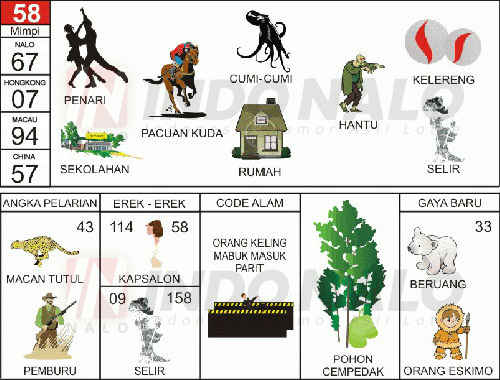 58
Mimpi
NALO
67
HONGKONG
07
MACAU
94
CHINA
57
PENARI
PACUAN KUDA
CUMI-CUMI
HANTU
KELERENG
SEKOLAHAN
RUMAH
SELIR
INDONALO
ANGKA PELARIAN
43
MACAN TUTUL
PEMBURU
EREK - EREK
114
58
KAPSALON
09
158
SELIR
CODE ALAM
ORANG KELING
MABUK MASUK
PARIT
POHON
CEMPEDAK
GAYA BARU
33
BERUANG
ORANG ESKIMO
NALO
INDONALO